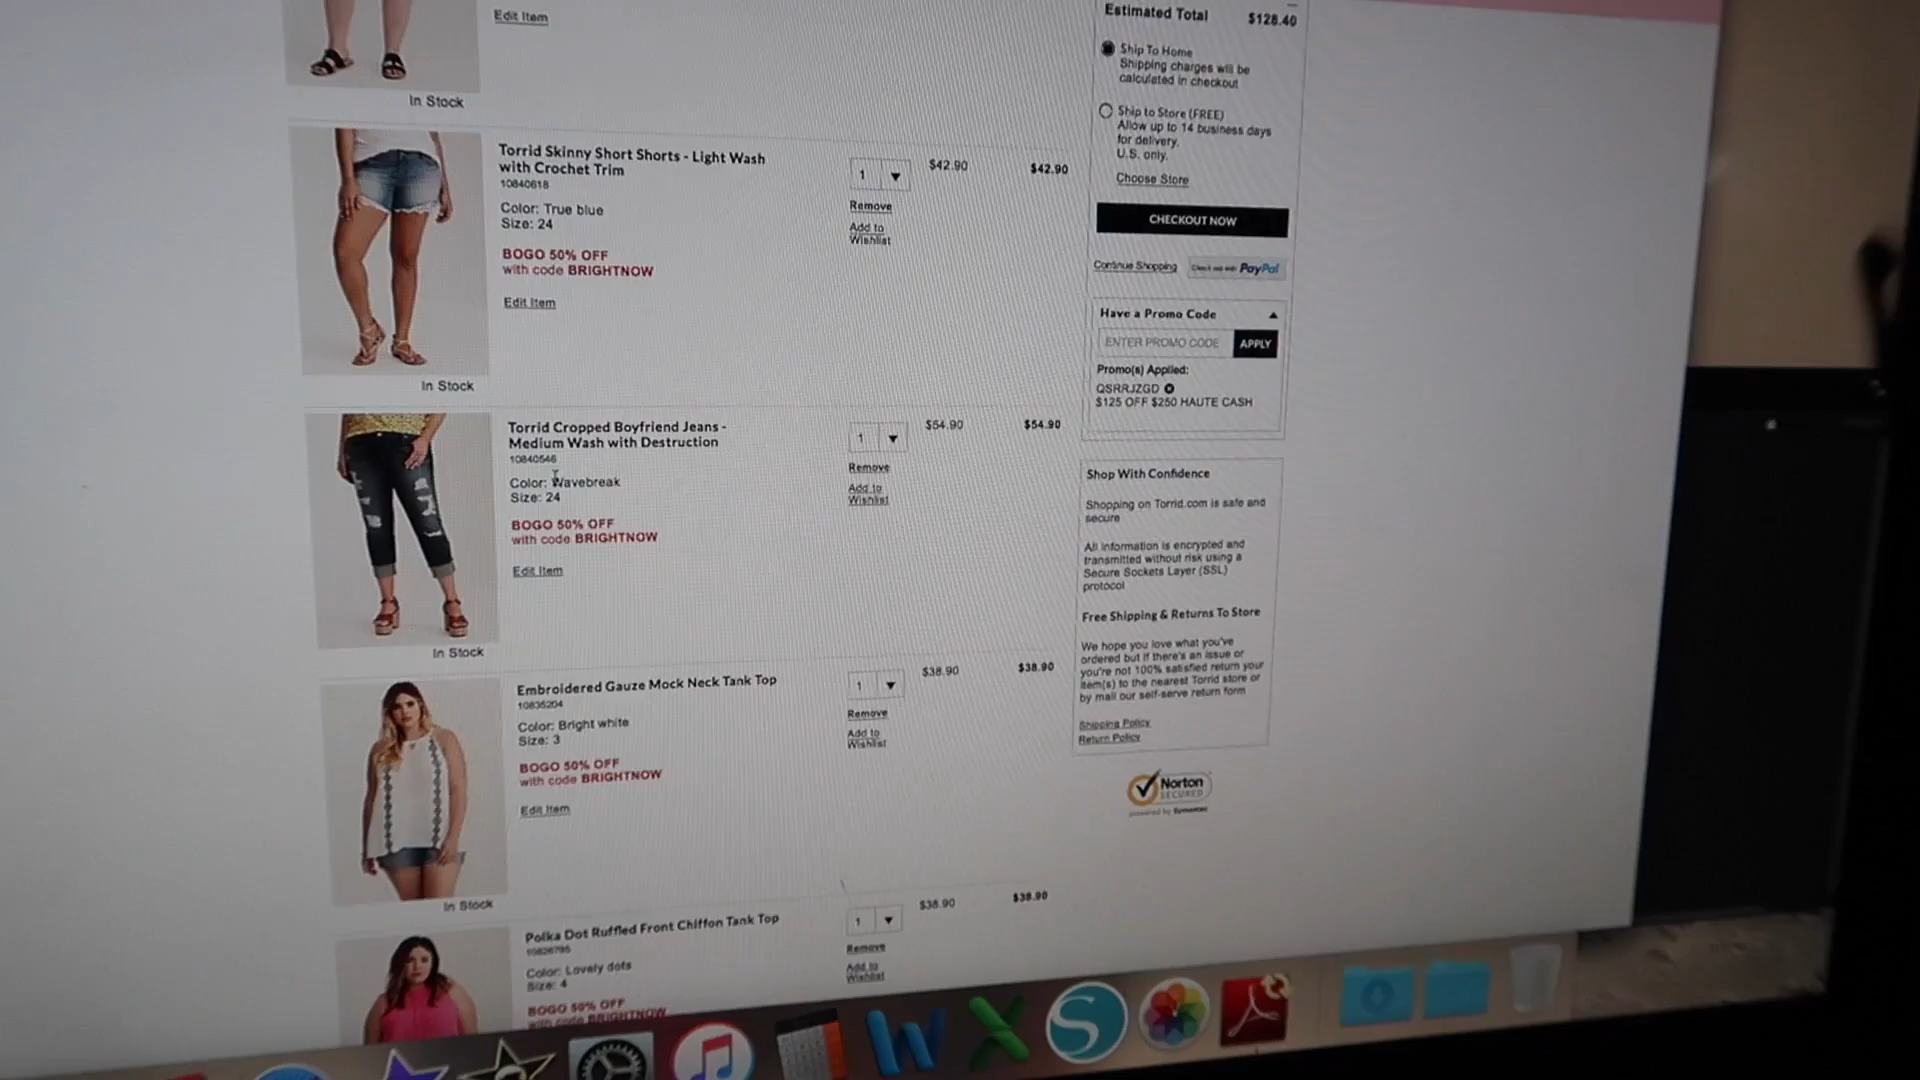 Edit Item
In Stock
Torrid Skinny Short Shorts - Light Wash
with Crochet Trim
10840618
Color: True blue
Size: 24
BOGO 50% OFF
with code BRIGHTNOW
Edit Item
1
Remove
Add to
Wishlist
$42.90
$42.90
In Stock
Torrid Cropped Boyfriend Jeans -
Medium Wash with Destruction
10840546
Color: Wavebreak
Size: 24
BOGO 50% OFF
with code BRIGHTNOW
Edit Item
1
Remove
Add to
Wishlist
$54.90
$54.90
In Stock
Embroidered Gauze Mock Neck Tank Top
10835204
Color: Bright white
Size: 3
BOGO 50% OFF
with code BRIGHTNOW
Edit Item
1
Remove
Add to
Wishlist
$38.90
$38.90
In Stock
Polka Dot Ruffled Front Chiffon Tank Top
Color: Lovely dots
Size: 4
BOGO 50% OFF
with code BRIGHTNOW
1
Remove
Add to
Wishlist
$38.90
$38.90
Estimated Total
$128.40
Ship To Home
Shipping charges will be
calculated in checkout
Ship to Store (FREE)
Allow up to 14 business days
for delivery.
U.S. only.
Choose Store
CHECKOUT NOW
Continue Shopping
Check out with PayPal
Have a Promo Code
ENTER PROMO CODE
APPLY
Promo(s) Applied:
QSRRJZGD
$125 OFF $250 HAUTE CASH
Shop With Confidence
Shopping on Torrid.com is safe and
secure
All information is encrypted and
transmitted without risk using a
Secure Sockets Layer (SSL)
protocol
Free Shipping & Returns To Store
We hope you love what you've
ordered but if there's an issue or
you're not 100% satisfied return your
item(s) to the nearest Torrid store or
by mail our self-serve return form
Shipping Policy
Return Policy
Norton
SECURED
powered by Symantec